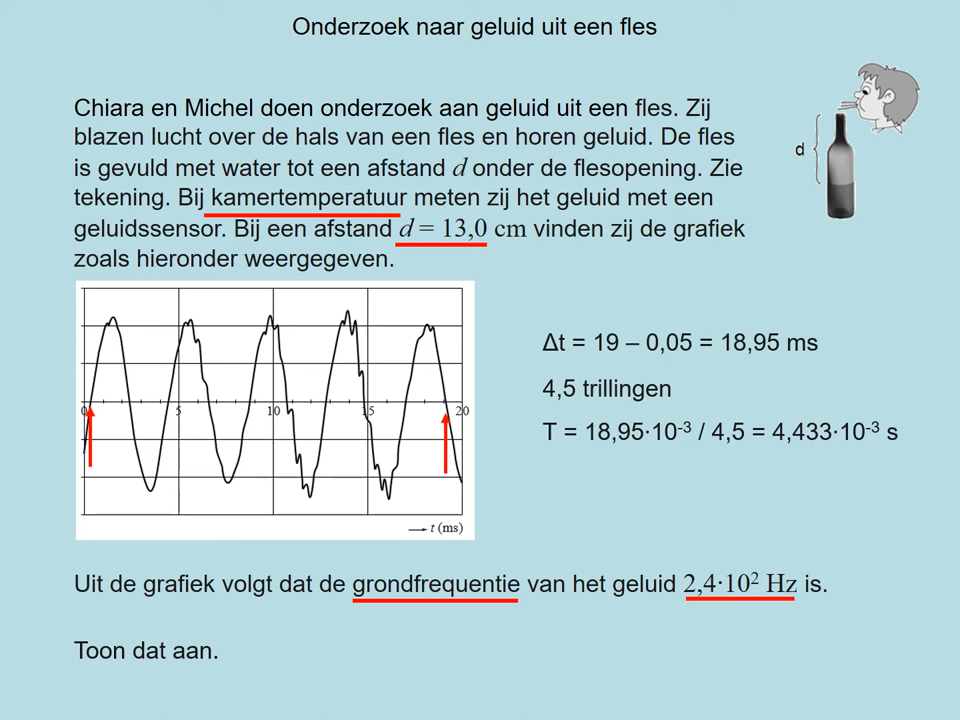 Onderzoek naar geluid uit een fles
Chiara en Michel doen onderzoek aan geluid uit een fles. Zij
blazen lucht over de hals van een fles en horen geluid. De fles
is gevuld met water tot een afstand d onder de flesopening. Zie
tekening. Bij kamertemperatuur meten zij het geluid met een
geluidssensor. Bij een afstand d = 13,0 cm vinden zij de grafiek
zoals hieronder weergegeven.
d
0 5 10 15 20
t (ms)
Δt = 19 – 0,05 = 18,95 ms
4,5 trillingen
T = 18,95·10⁻³ / 4,5 = 4,433·10⁻³ s
Uit de grafiek volgt dat de grondfrequentie van het geluid 2,4·10² Hz is.
Toon dat aan.